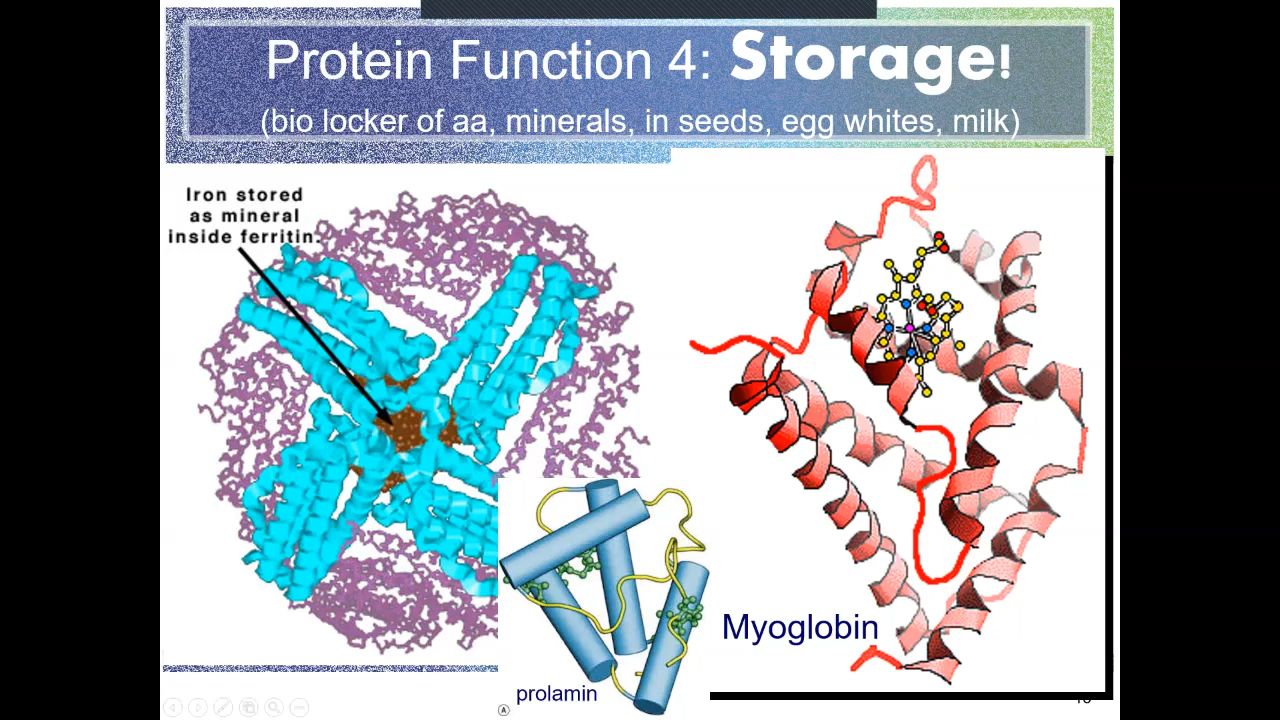 Protein Function 4: Storage!
(bio locker of aa, minerals, in seeds, egg whites, milk)
Iron stored
as mineral
inside ferritin.
Myoglobin
prolamin
A